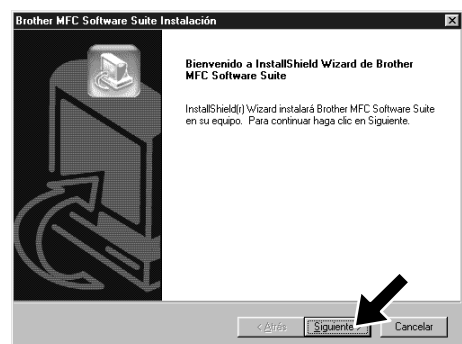 Brother MFC Software Suite Instalación
Bienvenido a InstallShield Wizard de Brother
MFC Software Suite
InstallShield(r) Wizard instalará Brother MFC Software Suite
en su equipo. Para continuar haga clic en Siguiente.
< Atrás
Siguiente
Cancelar